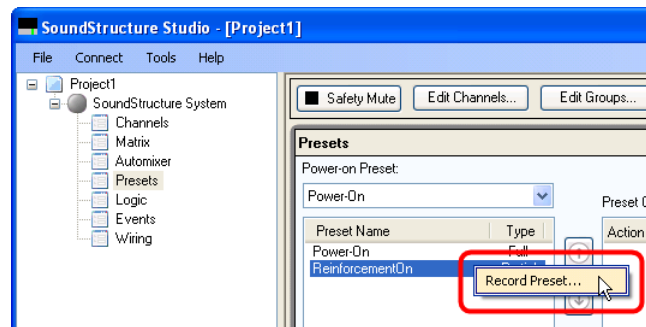 SoundStructure Studio - [Project1]
File Connect Tools Help
Project1
SoundStructure System
Channels
Matrix
Automixer
Presets
Logic
Events
Wiring
Safety Mute
Edit Channels...
Edit Groups...
Presets
Power-on Preset:
Power-On
Preset Name Type
Power-On Full
ReinforcementOn
Record Preset...
Preset
Action